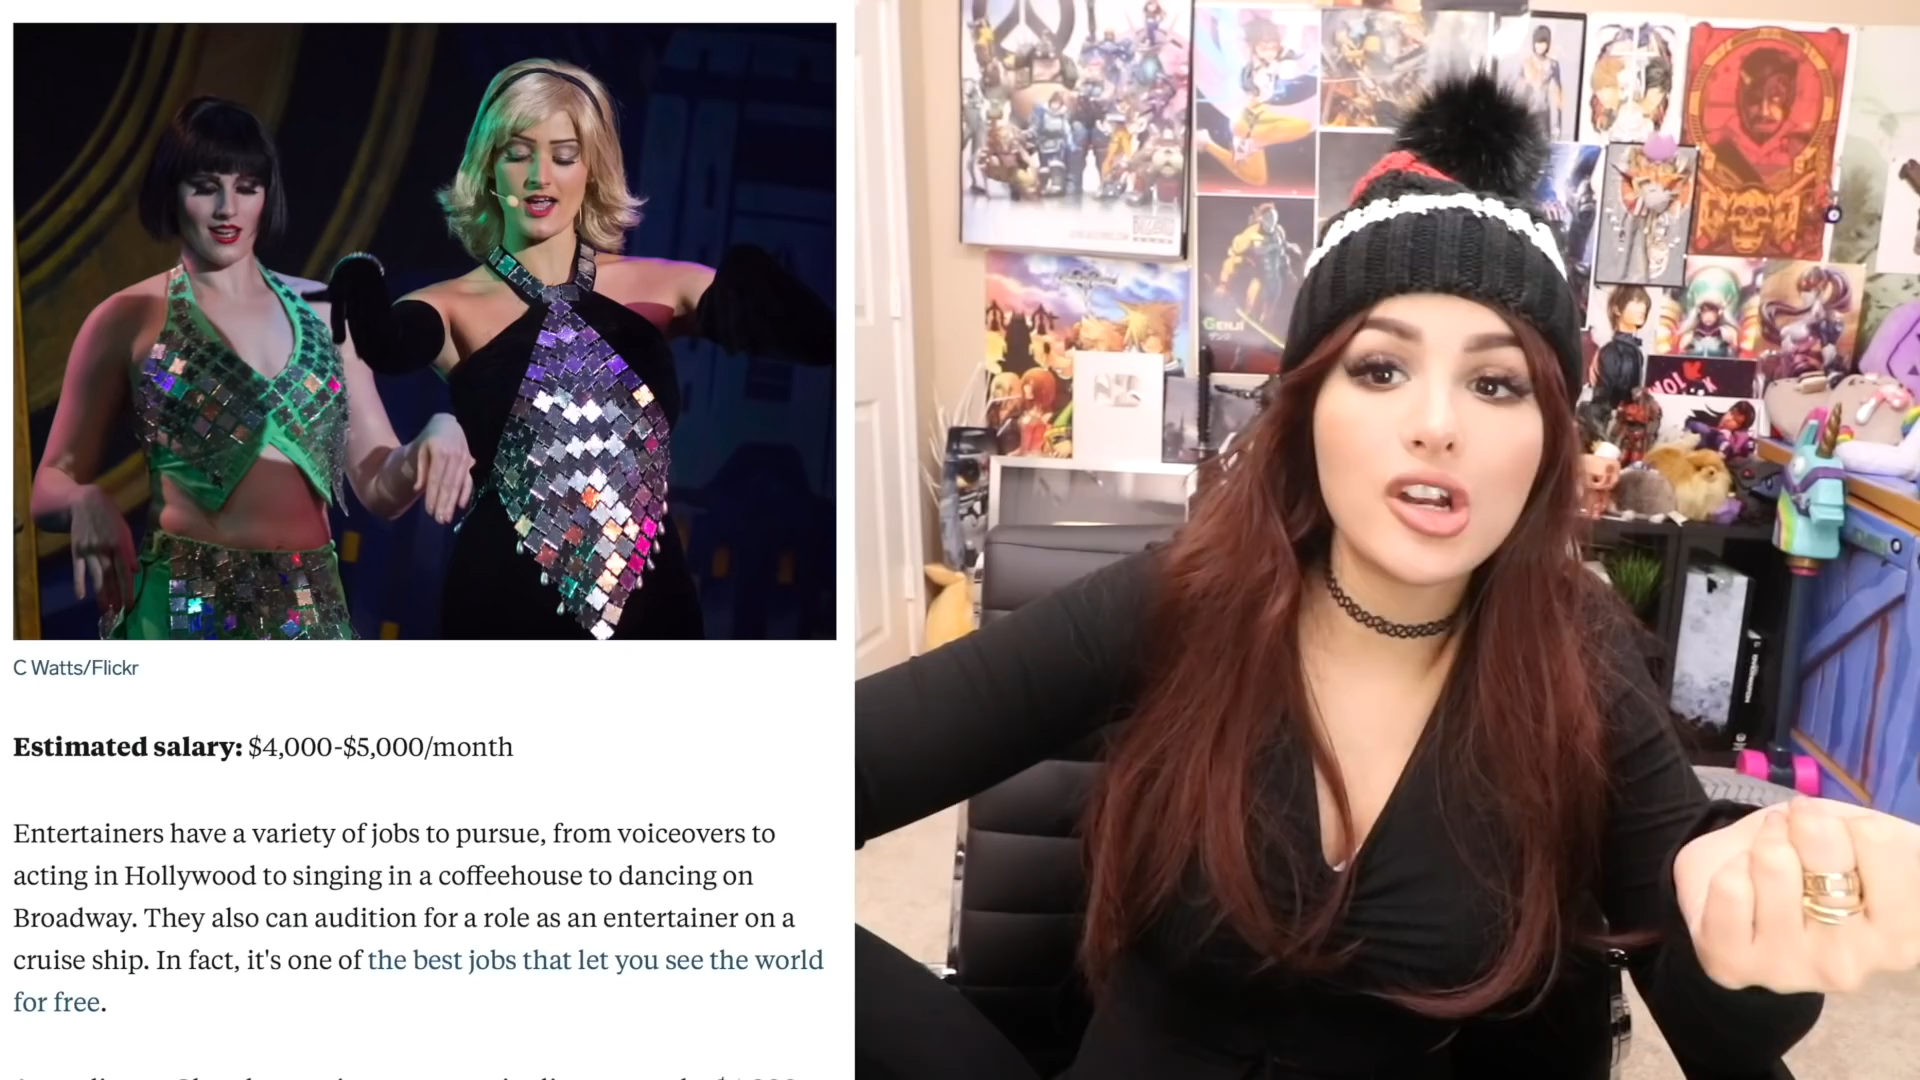 C Watts/Flickr
Estimated salary: $4,000-$5,000/month
Entertainers have a variety of jobs to pursue, from voiceovers to
acting in Hollywood to singing in a coffeehouse to dancing on
Broadway. They also can audition for a role as an entertainer on a
cruise ship. In fact, it's one of the best jobs that let you see the world
for free.
GENJI